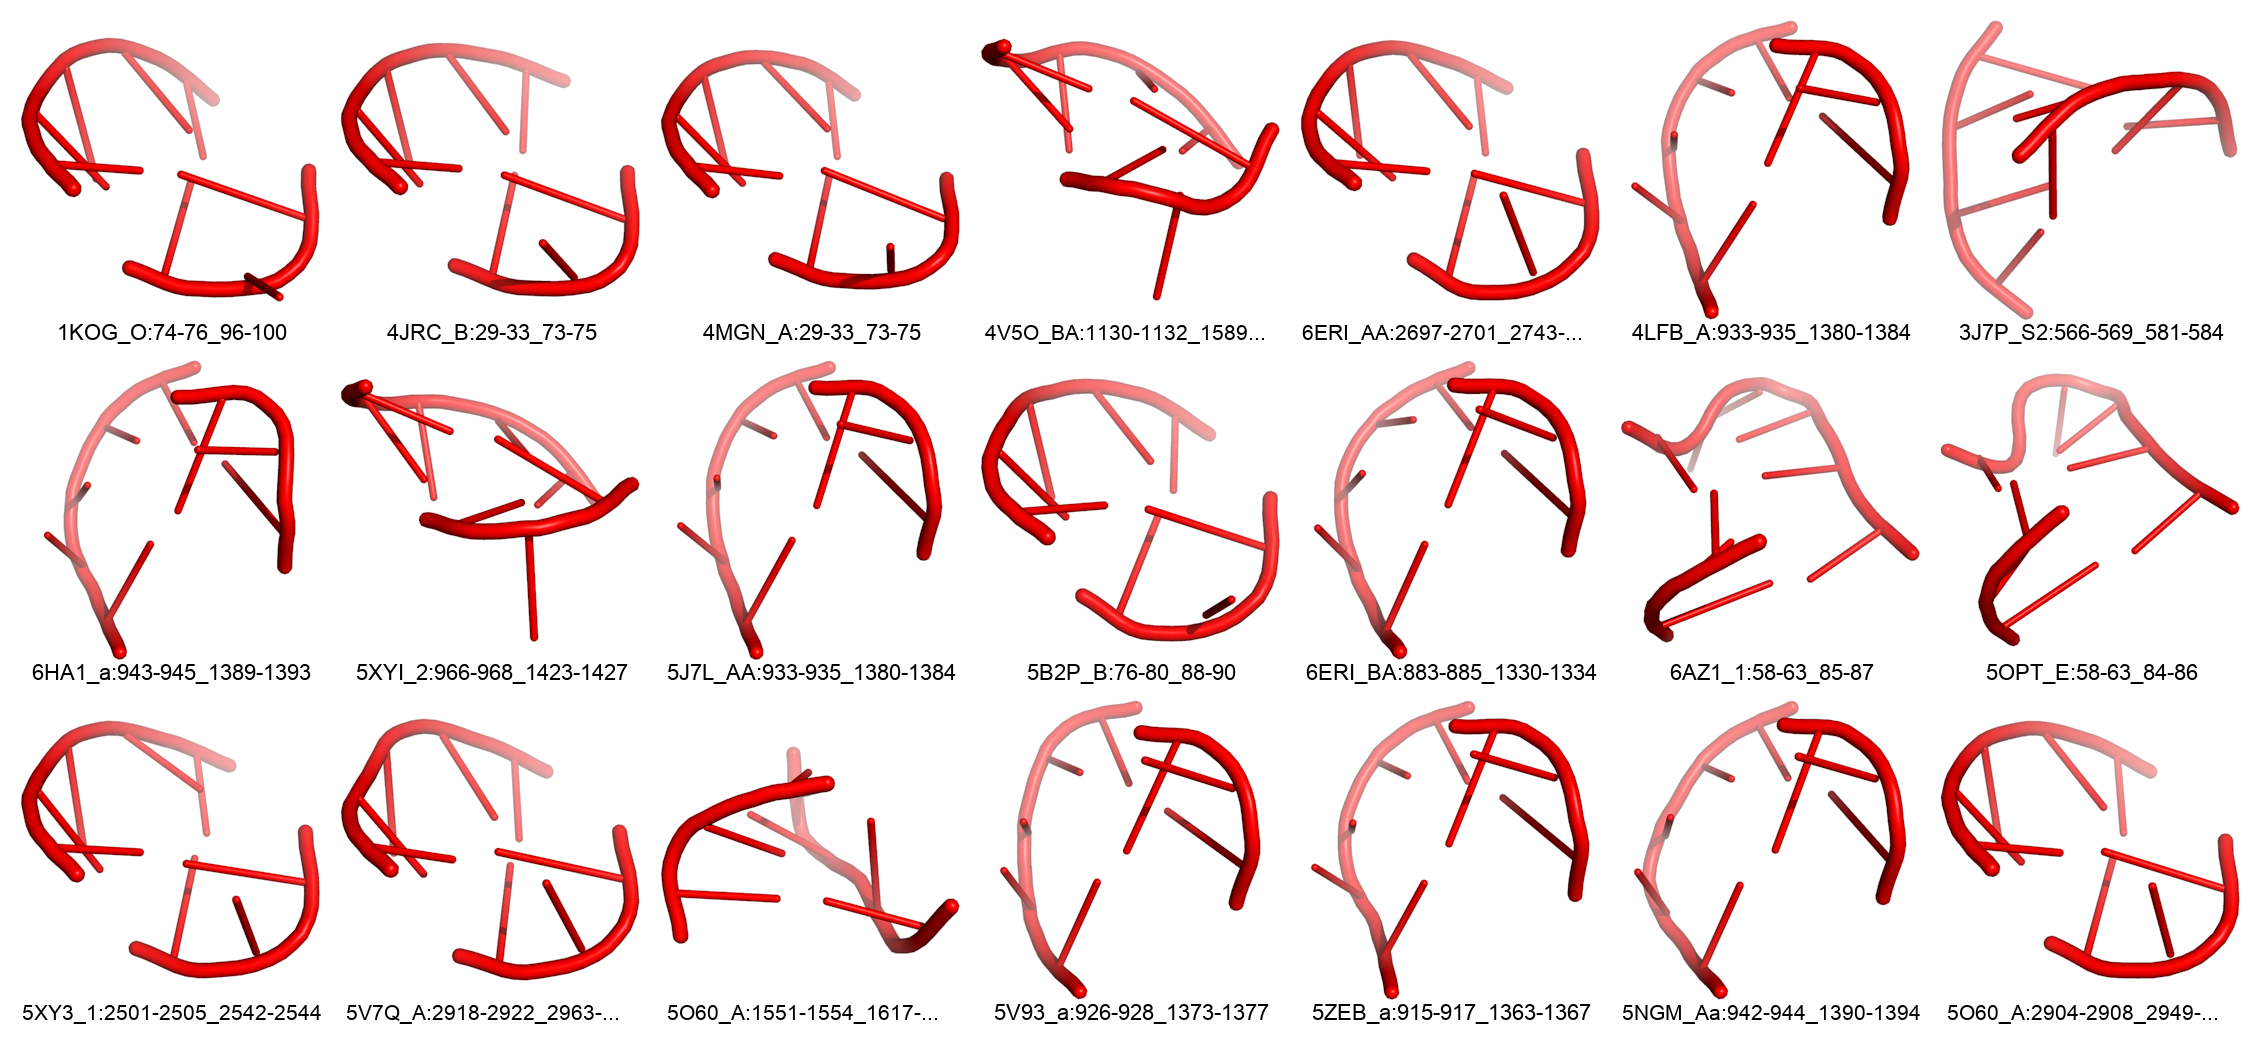 1KOG_O:74-76_96-100
4JRC_B:29-33_73-75
4MGN_A:29-33_73-75
4V5O_BA:1130-1132_1589...
6ERI_AA:2697-2701_2743-...
4LFB_A:933-935_1380-1384
3J7P_S2:566-569_581-584
6HA1_a:943-945_1389-1393
5XYI_2:966-968_1423-1427
5J7L_AA:933-935_1380-1384
5B2P_B:76-80_88-90
6ERI_BA:883-885_1330-1334
6AZ1_1:58-63_85-87
5OPT_E:58-63_84-86
5XY3_1:2501-2505_2542-2544
5V7Q_A:2918-2922_2963-...
5O60_A:1551-1554_1617-...
5V93_a:926-928_1373-1377
5ZEB_a:915-917_1363-1367
5NGM_Aa:942-944_1390-1394
5O60_A:2904-2908_2949-...